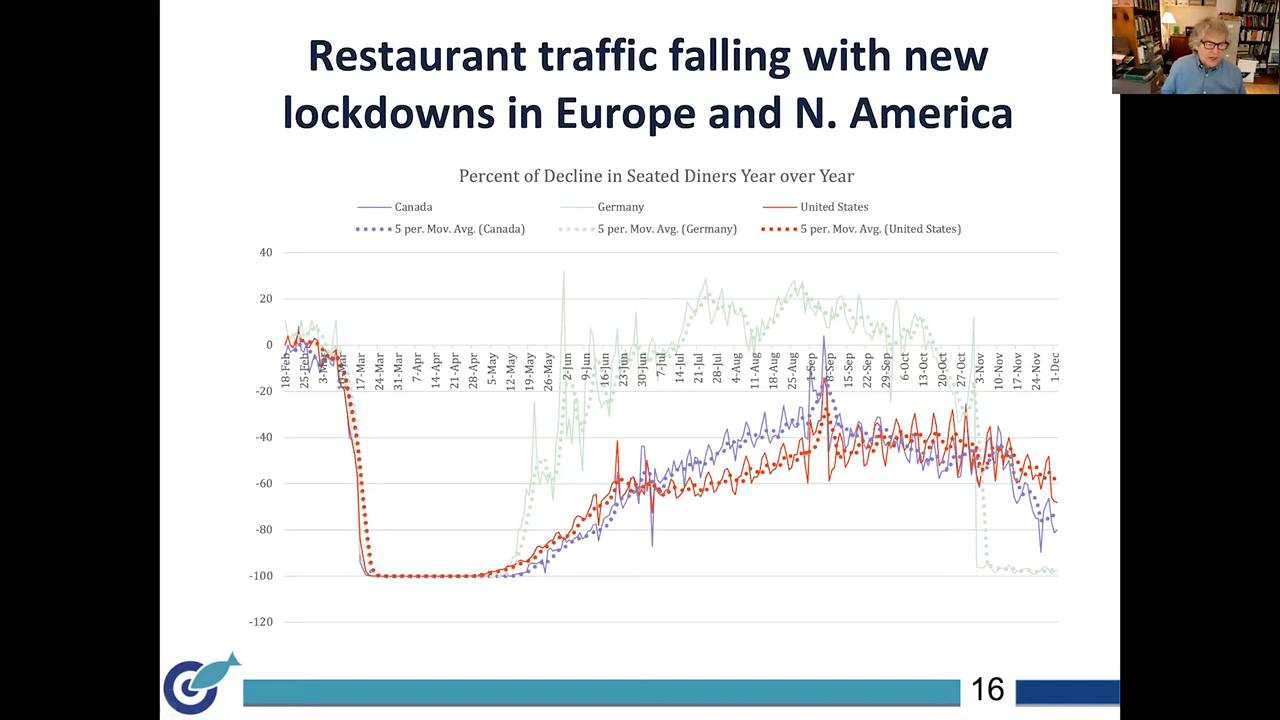 Restaurant traffic falling with new
lockdowns in Europe and N. America
Percent of Decline in Seated Diners Year over Year
Canada
Germany
United States
5 per. Mov. Avg. (Canada)
5 per. Mov. Avg. (Germany)
5 per. Mov. Avg. (United States)
40
20
0
-20
-40
-60
-80
-100
-120
18-Feb
25-Feb
3-Mar
10-Mar
17-Mar
24-Mar
31-Mar
7-Apr
14-Apr
21-Apr
28-Apr
5-May
12-May
19-May
26-May
2-Jun
9-Jun
16-Jun
23-Jun
30-Jun
7-Jul
14-Jul
21-Jul
28-Jul
4-Aug
11-Aug
18-Aug
25-Aug
1-Sep
8-Sep
15-Sep
22-Sep
29-Sep
6-Oct
13-Oct
20-Oct
27-Oct
3-Nov
10-Nov
17-Nov
24-Nov
1-Dec
16